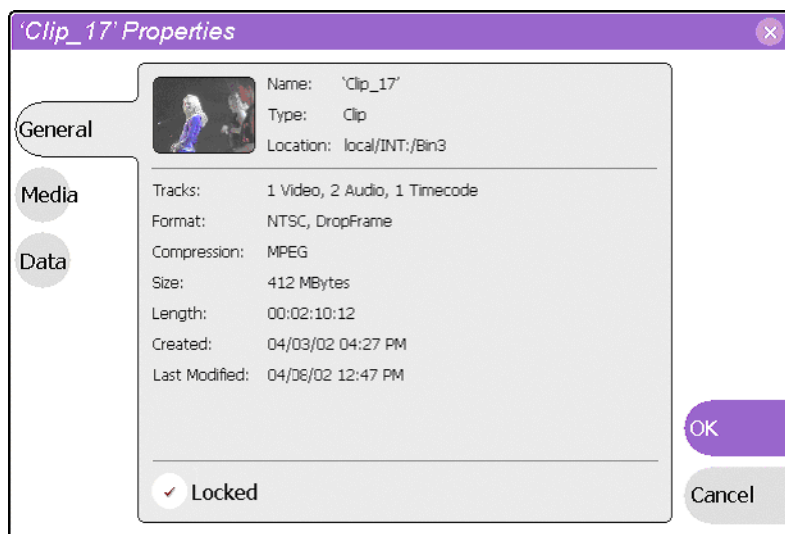 ‘Clip_17’ Properties
General
Media
Data
Name: ‘Clip_17’
Type: Clip
Location: local/INT:/Bin3
Tracks: 1 Video, 2 Audio, 1 Timecode
Format: NTSC, DropFrame
Compression: MPEG
Size: 412 MBytes
Length: 00:02:10:12
Created: 04/03/02 04:27 PM
Last Modified: 04/08/02 12:47 PM
Locked
OK
Cancel